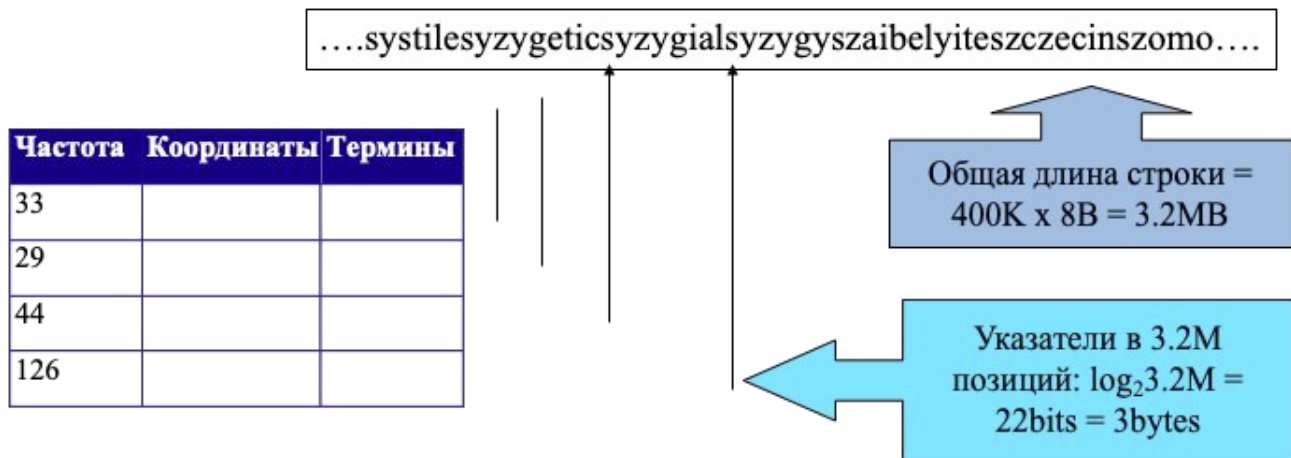 ….systilesyzygeticsyzygialsyzygyszaibelyiteszczecinszomo….
Частота Координаты Термины
33
29
44
126
Общая длина строки =
400K x 8B = 3.2MB
Указатели в 3.2M
позиций: log₂3.2M =
22bits = 3bytes